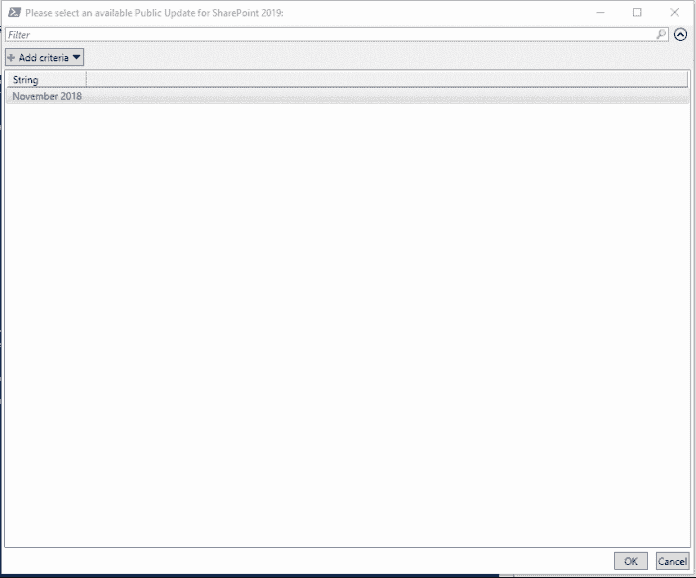 Please select an available Public Update for SharePoint 2019:
Filter
Add criteria
String
November 2018
OK Cancel